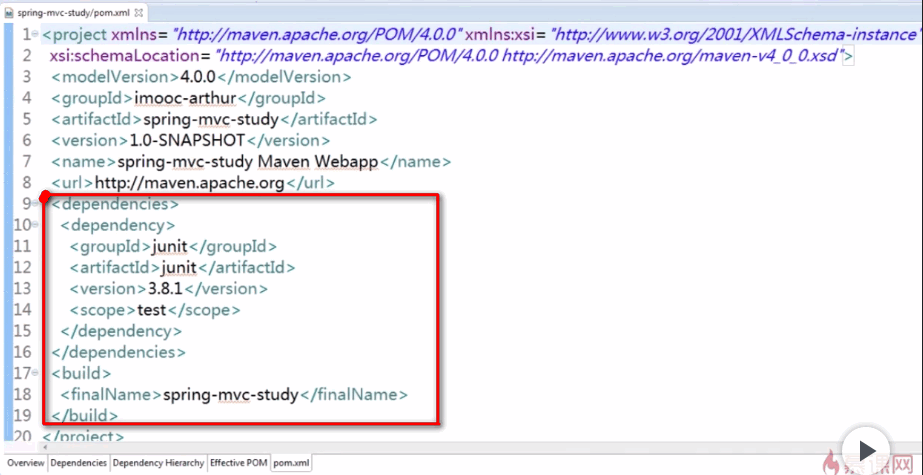 spring-mvc-study/pom.xml
1 <project xmlns="http://maven.apache.org/POM/4.0.0" xmlns:xsi="http://www.w3.org/2001/XMLSchema-instance"
2 xsi:schemaLocation="http://maven.apache.org/POM/4.0.0 http://maven.apache.org/maven-v4_0_0.xsd">
3 <modelVersion>4.0.0</modelVersion>
4 <groupId>imooc-arthur</groupId>
5 <artifactId>spring-mvc-study</artifactId>
6 <version>1.0-SNAPSHOT</version>
7 <name>spring-mvc-study Maven Webapp</name>
8 <url>http://maven.apache.org</url>
9 <dependencies>
10 <dependency>
11 <groupId>junit</groupId>
12 <artifactId>junit</artifactId>
13 <version>3.8.1</version>
14 <scope>test</scope>
15 </dependency>
16 </dependencies>
17 <build>
18 <finalName>spring-mvc-study</finalName>
19 </build>
20 </project>
Overview Dependencies Dependency Hierarchy Effective POM pom.xml
慕课网